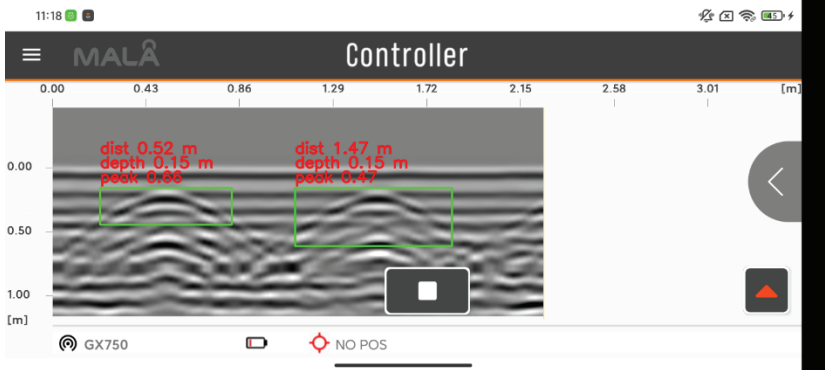 11:18
45
MALÅ
Controller
0.00 0.43 0.86 1.29 1.72 2.15 2.58 3.01 [m]
dist 0.52 m
depth 0.15 m
peak 0.66
dist 1.47 m
depth 0.15 m
peak 0.47
0.00
0.50
1.00
[m]
GX750
NO POS